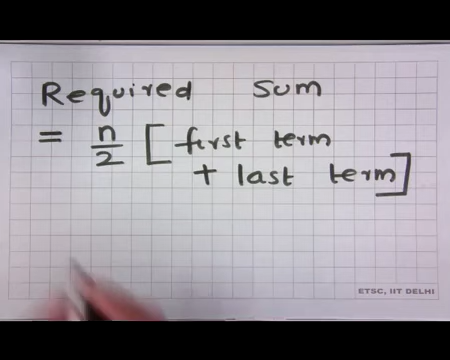 Required sum
= n/2 [ first term
+ last term ]
ETSC, IIT DELHI